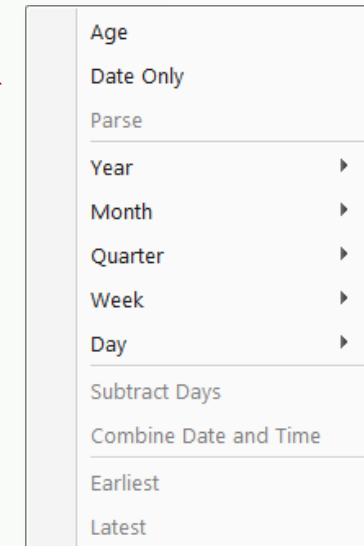 Age
Date Only
Parse
Year
Month
Quarter
Week
Day
Subtract Days
Combine Date and Time
Earliest
Latest